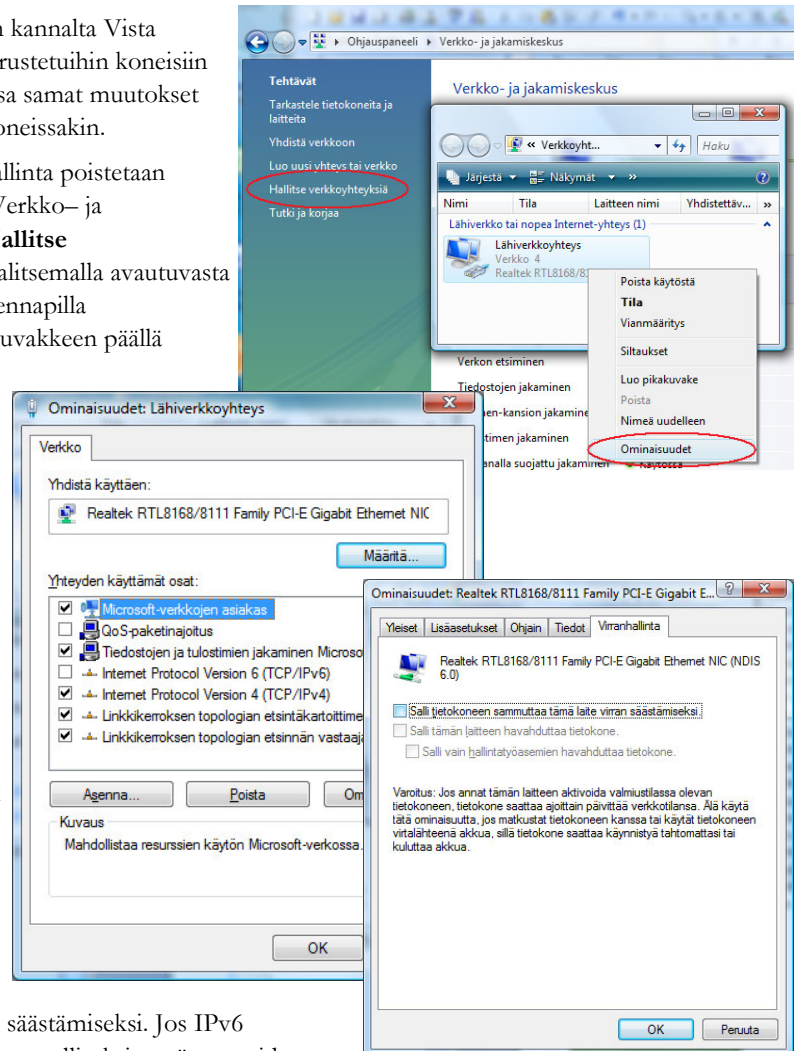 n kannalta Vista
rustetuihin koneisiin
sa samat muutokset
oneissakin.
allinta poistetaan
Verkko– ja
allitse
alitsemalla avautuvasta
ennapilla
uvakkeen päällä
Ohjauspaneeli Verkko- ja jakamiskeskus
Tehtävät
Tarkastele tietokoneita ja
laitteita
Yhdistä verkkoon
Luo uusi yhteys tai verkko
Hallitse verkkoyhteyksiä
Tutki ja korjaa
Verkko- ja jakamiskeskus
« Verkkoyht...
Haku
Järjestä Näkymät »
Nimi Tila Laitteen nimi Yhdistettäv... »
Lähiverkko tai nopea Internet-yhteys (1)
Lähiverkkoyhteys
Verkko 4
Realtek RTL8168/81
Poista käytöstä
Tila
Vianmääritys
Siltaukset
Luo pikakuvake
Poista
Nimeä uudelleen
Ominaisuudet
Verkon etsiminen
Tiedostojen jakaminen
en-kansion jakamine
stimen jakaminen
analla suojattu jakaminen Käytössä
Ominaisuudet: Lähiverkkoyhteys
Verkko
Yhdistä käyttäen:
Realtek RTL8168/8111 Family PCI-E Gigabit Ethernet NIC
Määritä...
Yhteyden käyttämät osat:
Microsoft-verkkojen asiakas
QoS-paketinajoitus
Tiedostojen ja tulostimien jakaminen Microso
Internet Protocol Version 6 (TCP/IPv6)
Internet Protocol Version 4 (TCP/IPv4)
Linkkikerroksen topologian etsintäkartoittime
Linkkikerroksen topologian etsinnän vastaaja
Asenna... Poista Om
Kuvaus
Mahdollistaa resurssien käytön Microsoft-verkossa.
OK
Ominaisuudet: Realtek RTL8168/8111 Family PCI-E Gigabit E...
Yleiset Lisäasetukset Ohjain Tiedot Virranhallinta
Realtek RTL8168/8111 Family PCI-E Gigabit Ethernet NIC (NDIS
6.0)
Salli tietokoneen sammuttaa tämä laite virran säästämiseksi.
Salli tämän laitteen havahduttaa tietokone.
Salli vain hallintatyöasemien havahduttaa tietokone.
Varoitus: Jos annat tämän laitteen aktivoida valmiustilassa olevan
tietokoneen, tietokone saattaa ajoittain päivittää verkkotilansa. Älä käytä
tätä ominaisuutta, jos matkustat tietokoneen kanssa tai käytät tietokoneen
virtalähteenä akkua, sillä tietokone saattaa käynnistyä tahtomattasi tai
kuluttaa akkua.
OK Peruuta
säästämiseksi. Jos IPv6